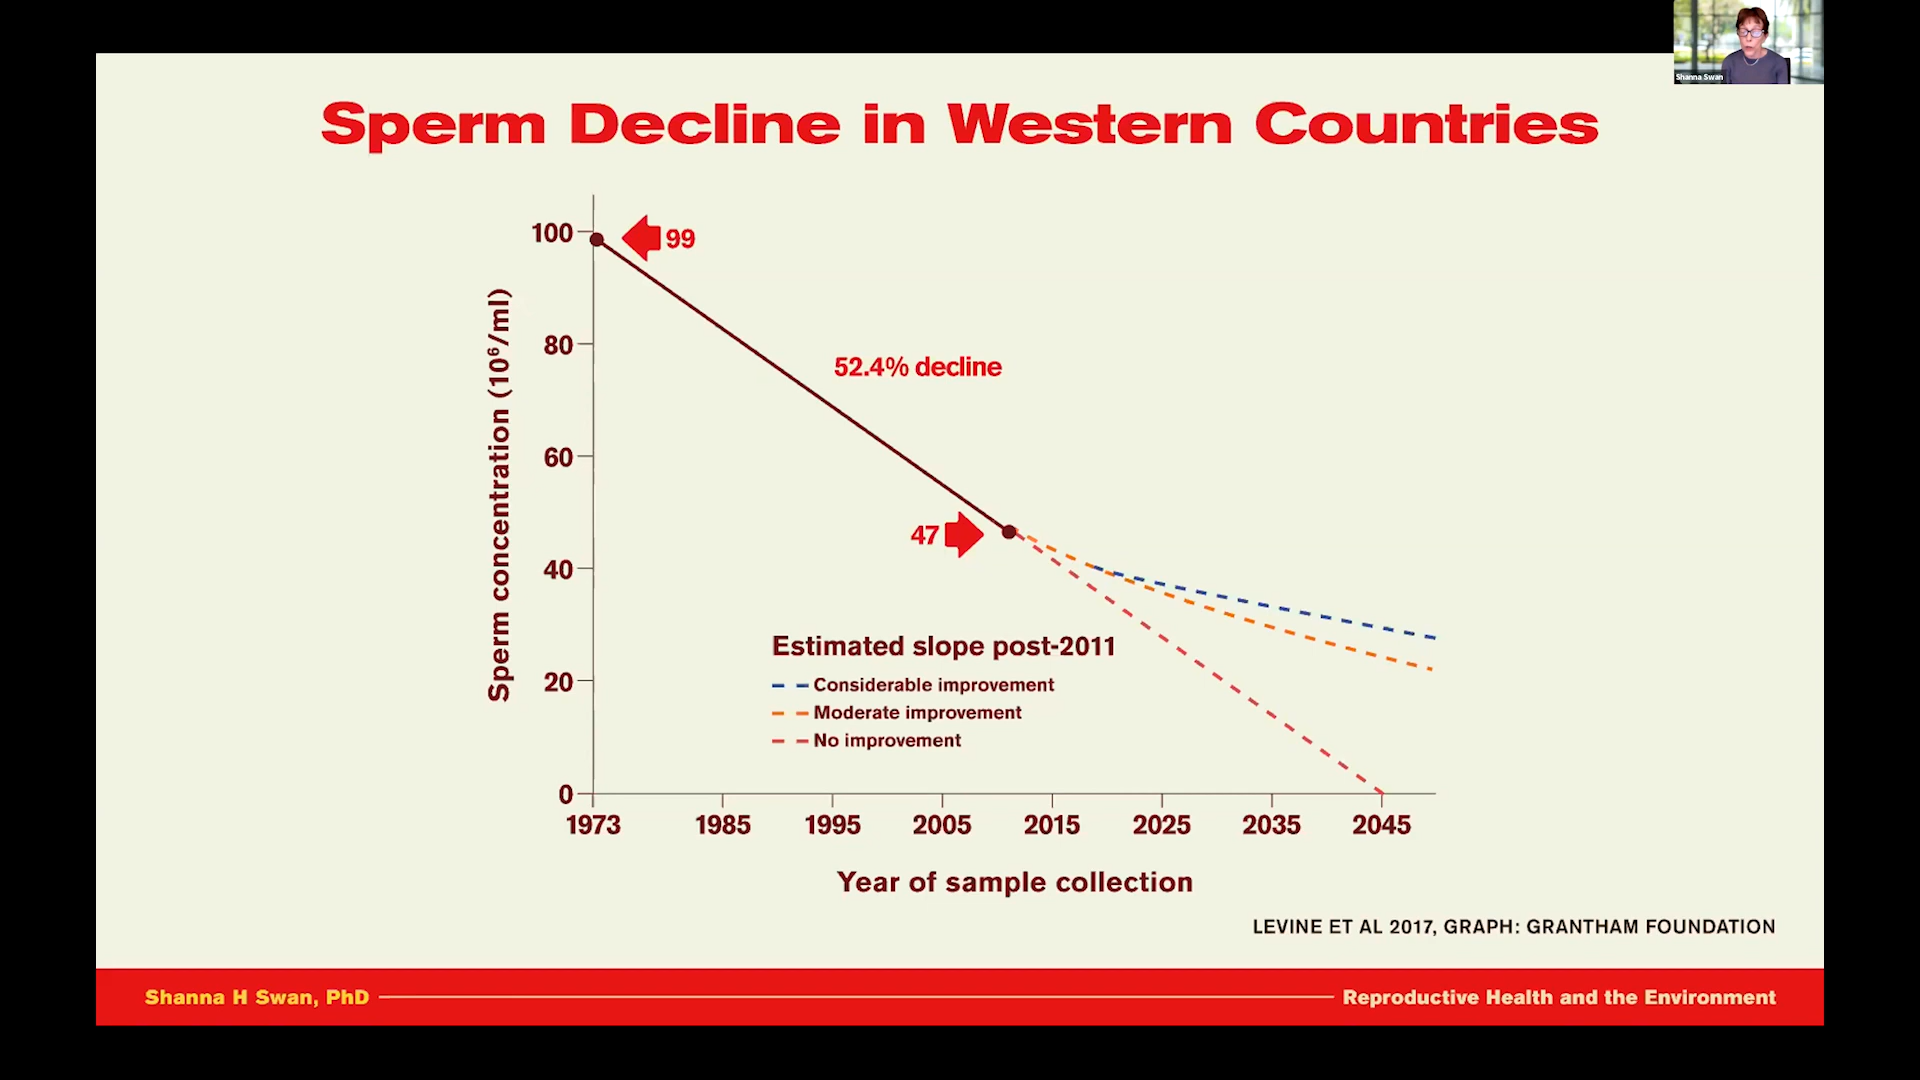 Shanna Swan
Sperm Decline in Western Countries
Sperm concentration (10⁶/ml)
100
80
60
40
20
0
99
52.4% decline
47
Estimated slope post-2011
Considerable improvement
Moderate improvement
No improvement
1973 1985 1995 2005 2015 2025 2035 2045
Year of sample collection
LEVINE ET AL 2017, GRAPH: GRANTHAM FOUNDATION
Shanna H Swan, PhD
Reproductive Health and the Environment